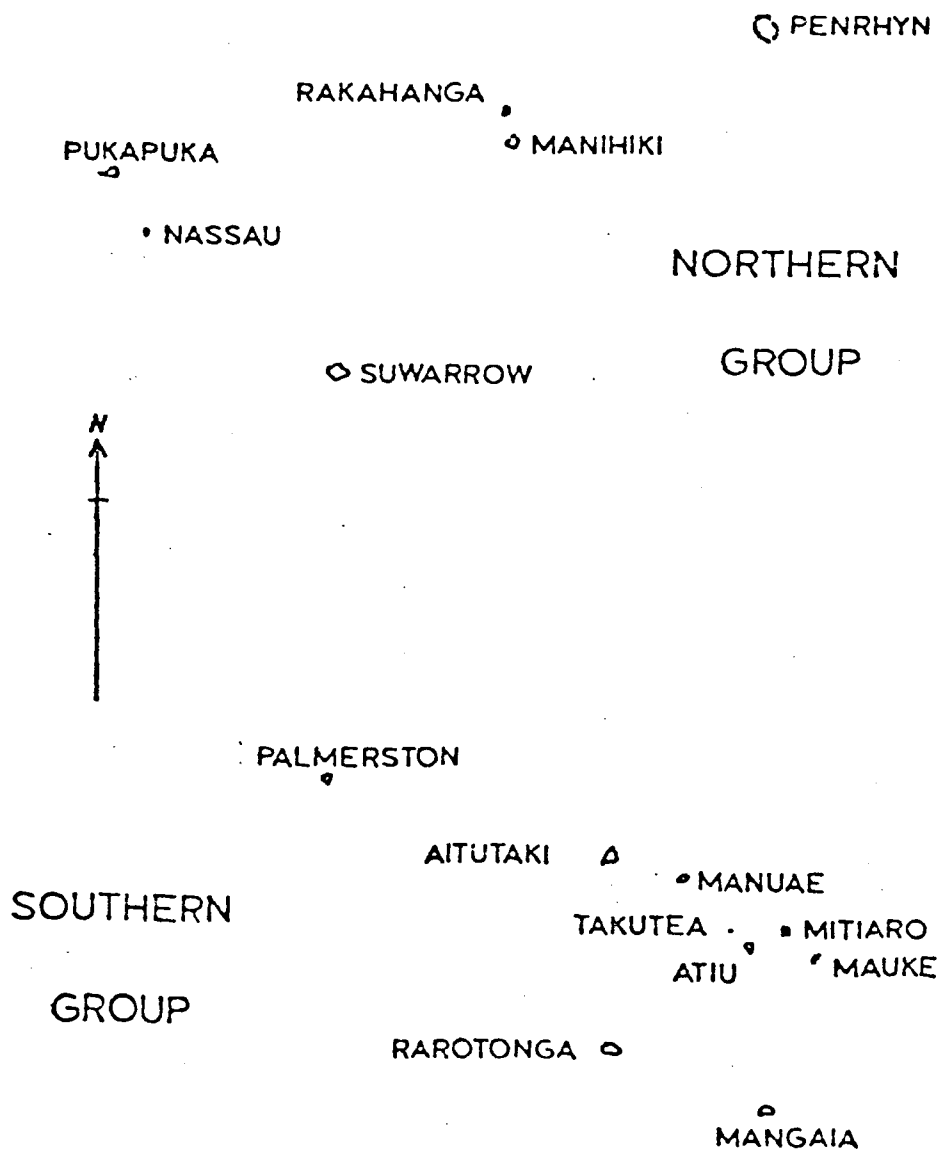 PENRHYN
RAKAHANGA
MANIHIKI
PUKAPUKA
NASSAU
NORTHERN
GROUP
SUWARROW
N
PALMERSTON
AITUTAKI
MANUAE
SOUTHERN
GROUP
TAKUTEA
MITIARO
ATIU
MAUKE
RAROTONGA
MANGAIA